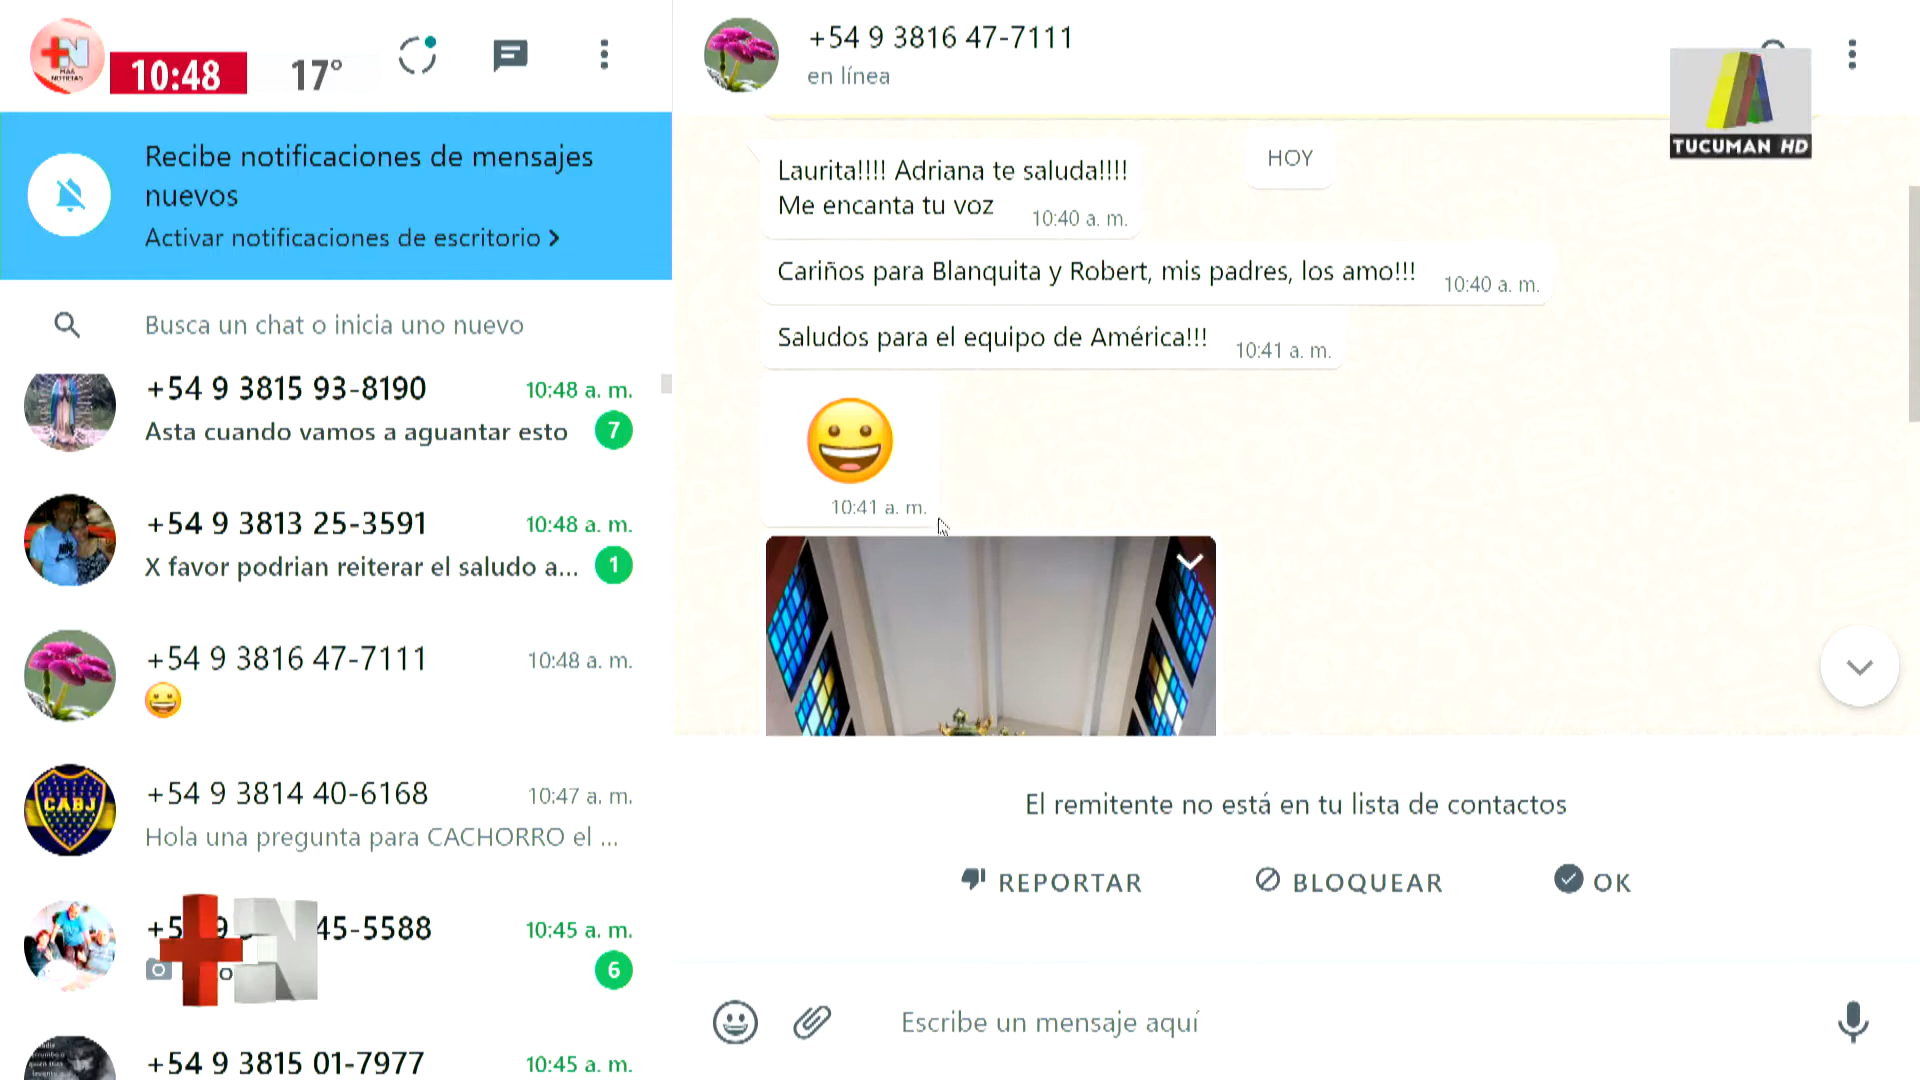 +N
MÁS
NOTICIAS
10:48
17°
Recibe notificaciones de mensajes
nuevos
Activar notificaciones de escritorio
Busca un chat o inicia uno nuevo
+54 9 3815 93-8190
10:48 a. m.
Asta cuando vamos a aguantar esto
7
+54 9 3813 25-3591
10:48 a. m.
X favor podrian reiterar el saludo a...
1
+54 9 3816 47-7111
10:48 a. m.
CABJ
+54 9 3814 40-6168
10:47 a. m.
Hola una pregunta para CACHORRO el ...
45-5588
10:45 a. m.
6
+N
+54 9 3815 01-7977
10:45 a. m.
+54 9 3816 47-7111
en línea
TUCUMAN HD
HOY
Laurita!!!! Adriana te saluda!!!!
Me encanta tu voz
10:40 a. m.
Cariños para Blanquita y Robert, mis padres, los amo!!!
10:40 a. m.
Saludos para el equipo de América!!!
10:41 a. m.
10:41 a. m.
El remitente no está en tu lista de contactos
REPORTAR
BLOQUEAR
OK
Escribe un mensaje aquí